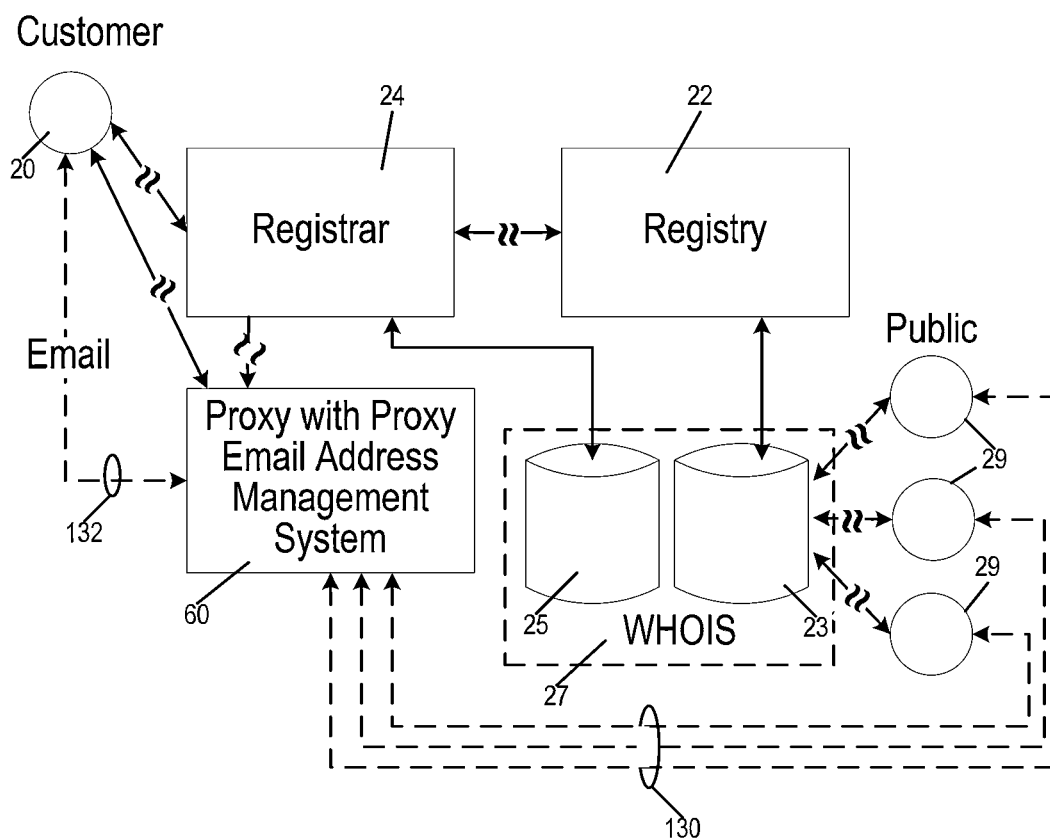 Customer
20
24
22
Registrar
Registry
Email
Public
Proxy with Proxy
Email Address
Management
System
29
132
60
25
WHOIS
23
29
27
130